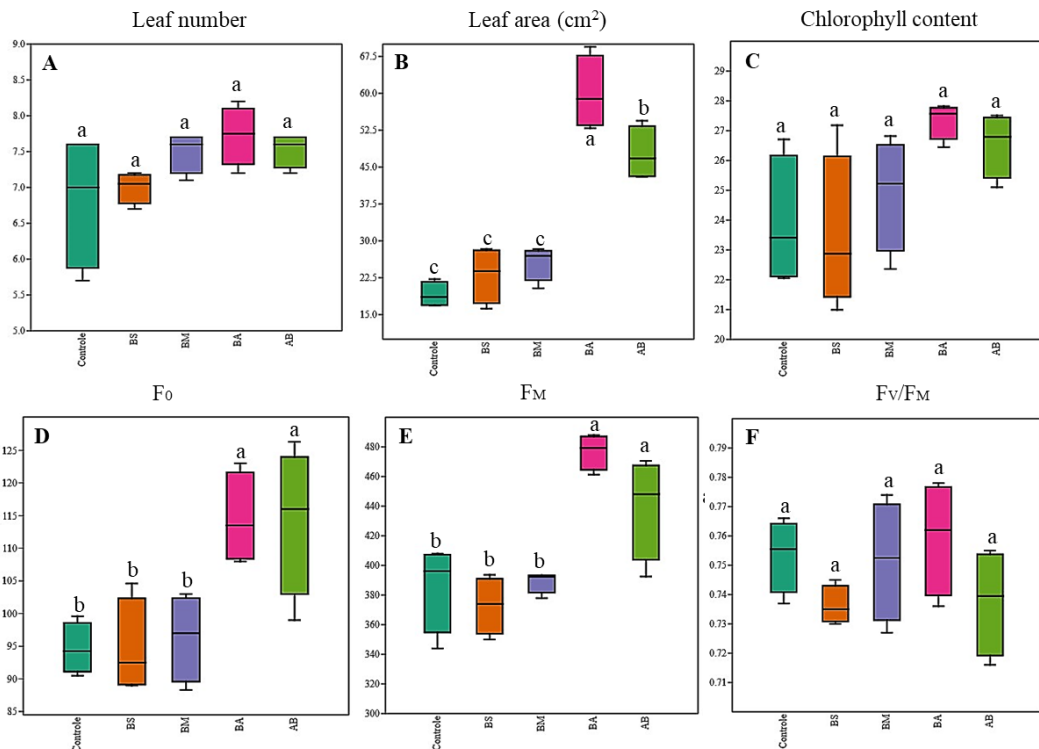 Leaf number
Leaf area (cm²)
Chlorophyll content
A
9.0
8.5
8.0
7.5
7.0
6.5
6.0
5.5
5.0
a
a
a
a
a
Controle
BS
BM
BA
AB
B
67.5
60.0
52.5
45.0
37.5
30.0
22.5
15.0
c
c
c
a
b
Controle
BS
BM
BA
AB
C
29
28
27
26
25
24
23
22
21
20
a
a
a
a
a
Controle
BS
BM
BA
AB
F0
FM
FV/FM
D
125
120
115
110
105
100
95
90
85
b
b
b
a
a
Controle
BS
BM
BA
AB
E
480
460
440
420
400
380
360
340
320
300
b
b
b
a
a
Controle
BS
BM
BA
AB
F
0.79
0.78
0.77
0.76
0.75
0.74
0.73
0.72
0.71
a
a
a
a
a
Controle
BS
BM
BA
AB